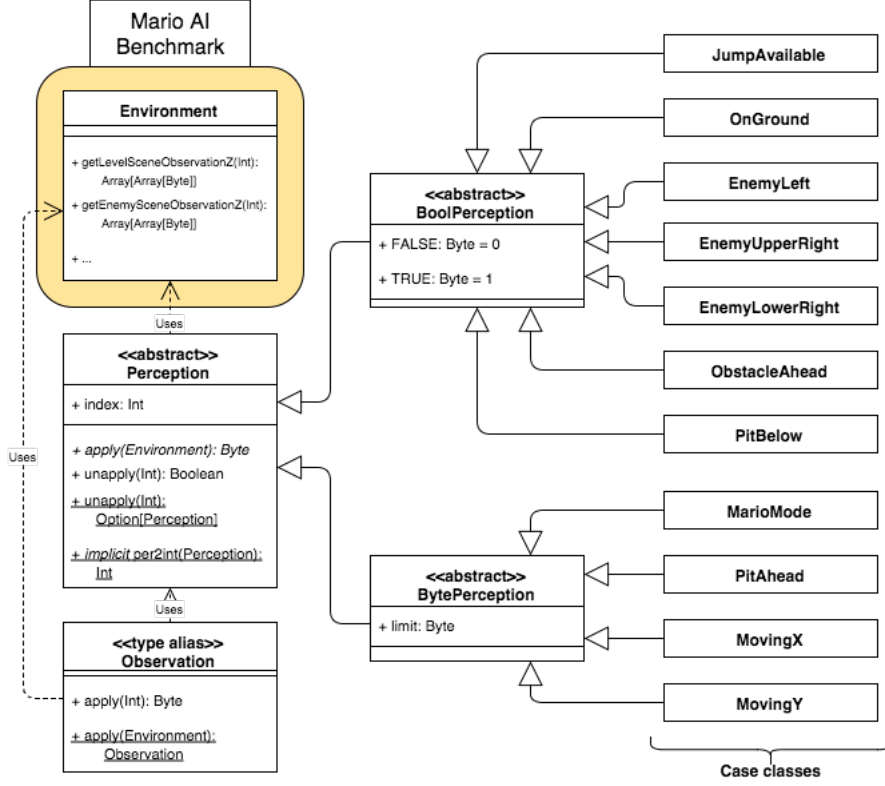 Mario AI
Benchmark
Environment
+ getLevelSceneObservationZ(Int):
Array[Array[Byte]]
+ getEnemySceneObservationZ(Int):
Array[Array[Byte]]
+ ...
Uses
<<abstract>>
Perception
+ index: Int
+ apply(Environment): Byte
+ unapply(Int): Boolean
+ unapply(Int):
Option[Perception]
+ implicit per2int(Perception):
Int
Uses
Uses
<<type alias>>
Observation
+ apply(Int): Byte
+ apply(Environment):
Observation
<<abstract>>
BoolPerception
+ FALSE: Byte = 0
+ TRUE: Byte = 1
<<abstract>>
BytePerception
+ limit: Byte
JumpAvailable
OnGround
EnemyLeft
EnemyUpperRight
EnemyLowerRight
ObstacleAhead
PitBelow
MarioMode
PitAhead
MovingX
MovingY
Case classes